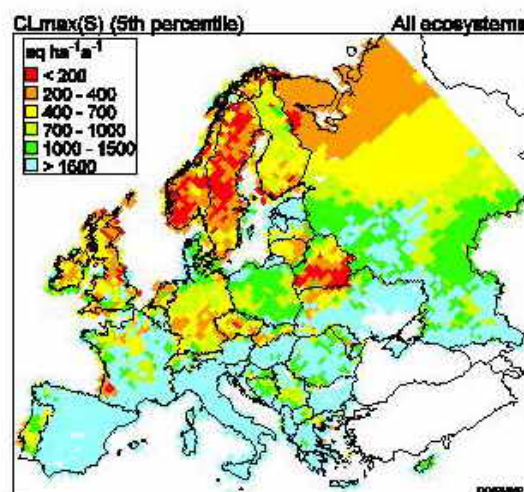 CLmax(S) (5th percentile) All ecosystems
eq ha⁻¹a⁻¹
< 200
200 - 400
400 - 700
700 - 1000
1000 - 1500
> 1500